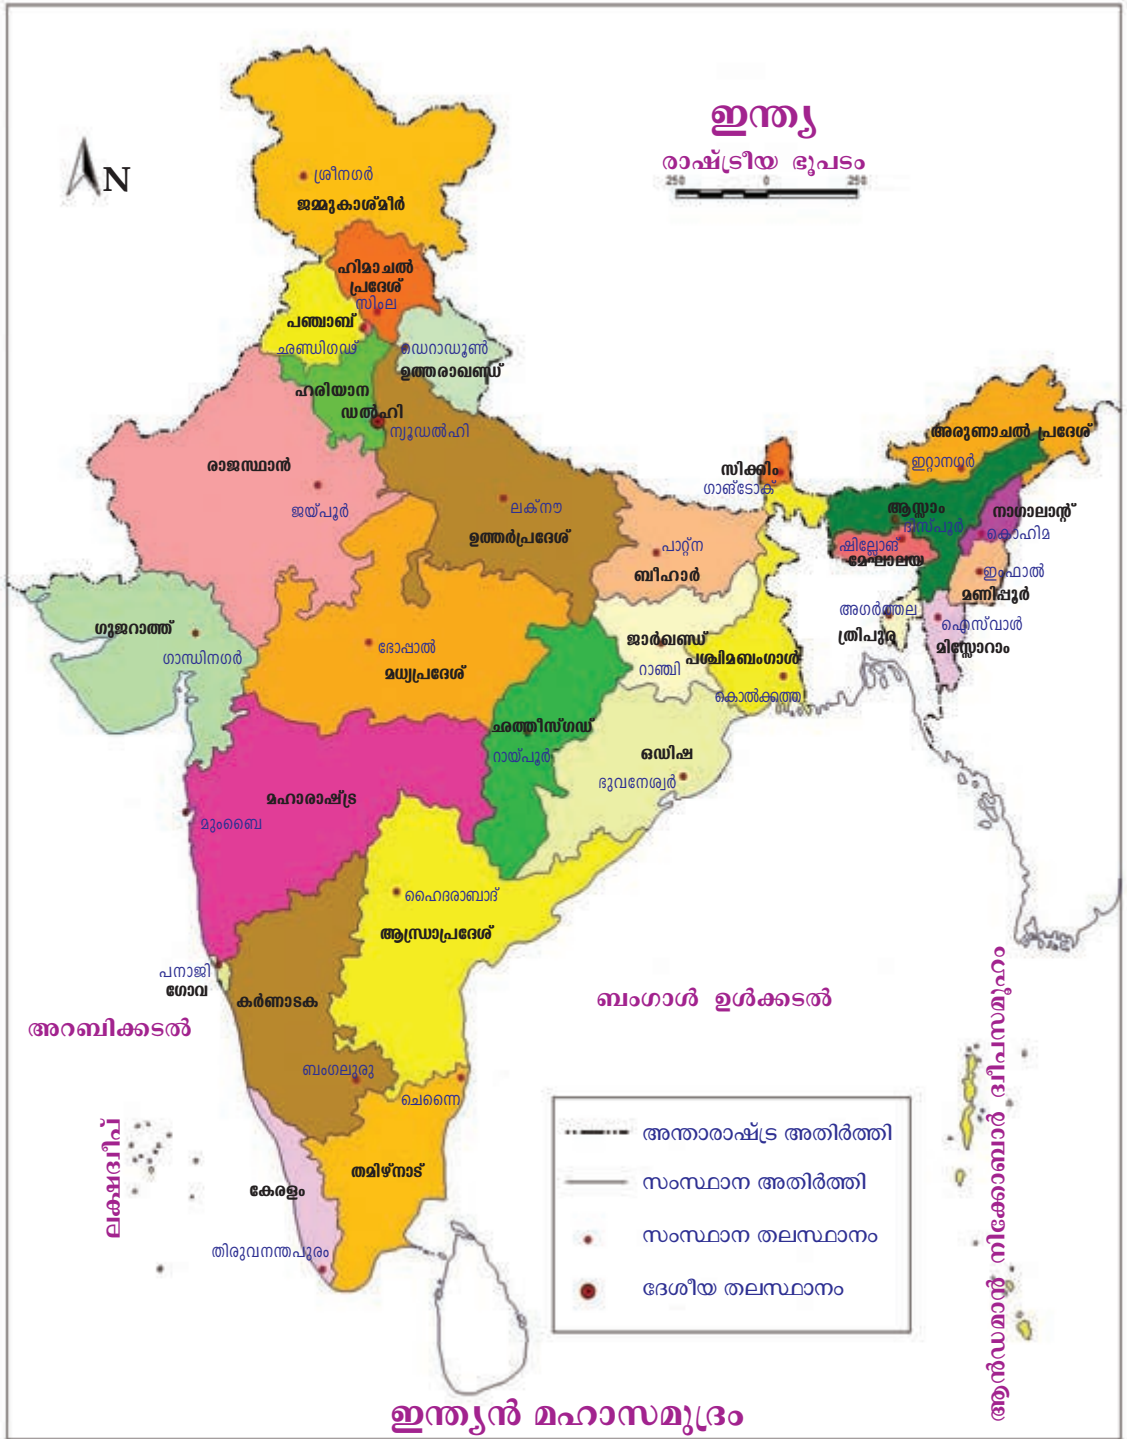 ഇന്ത്യ
രാഷ്ട്രീയ ഭൂപടം
250 0 250
N
ശ്രീനഗർ
ജമ്മുകാശ്മീർ
ഹിമാചൽ
പ്രദേശ്
സിംല
പഞ്ചാബ്
ഛണ്ഡിഗഢ്
ഡെറാഡൂൺ
ഉത്തരാഖണ്ഡ്
ഹരിയാന
ഡൽഹി
ന്യൂഡൽഹി
രാജസ്ഥാൻ
ജയ്പൂർ
ലക്നൗ
ഉത്തർപ്രദേശ്
സിക്കിം
ഗാങ്ടോക്
അരുണാചൽ പ്രദേശ്
ഇറ്റാനഗർ
ആസ്സാം
ദിസ്പൂർ
നാഗാലാന്റ്
കൊഹിമ
ഷില്ലോങ്
മേഘാലയ
ഇംഫാൽ
മണിപ്പൂർ
പാറ്റ്ന
ബീഹാർ
അഗർത്തല
ത്രിപുര
ഐസ്വാൾ
മിസ്സോറാം
ഗുജറാത്ത്
ഗാന്ധിനഗർ
ഭോപ്പാൽ
മധ്യപ്രദേശ്
ജാർഖണ്ഡ്
റാഞ്ചി
പശ്ചിമബംഗാൾ
കൊൽക്കത്ത
ഛത്തീസ്ഗഡ്
റായ്പൂർ
ഒഡിഷ
ഭുവനേശ്വർ
മഹാരാഷ്ട്ര
മുംബൈ
ഹൈദരാബാദ്
ആന്ധ്രാപ്രദേശ്
പനാജി
ഗോവ
കർണാടക
ബംഗാൾ ഉൾക്കടൽ
അറബിക്കടൽ
ബംഗലൂരു
ചെന്നൈ
ലക്ഷദ്വീപ്
ആൻഡമാൻ നിക്കോബാർ ദ്വീപസമൂഹം
തമിഴ്നാട്
കേരളം
തിരുവനന്തപുരം
അന്താരാഷ്ട്ര അതിർത്തി
സംസ്ഥാന അതിർത്തി
സംസ്ഥാന തലസ്ഥാനം
ദേശീയ തലസ്ഥാനം
ഇന്ത്യൻ മഹാസമുദ്രം